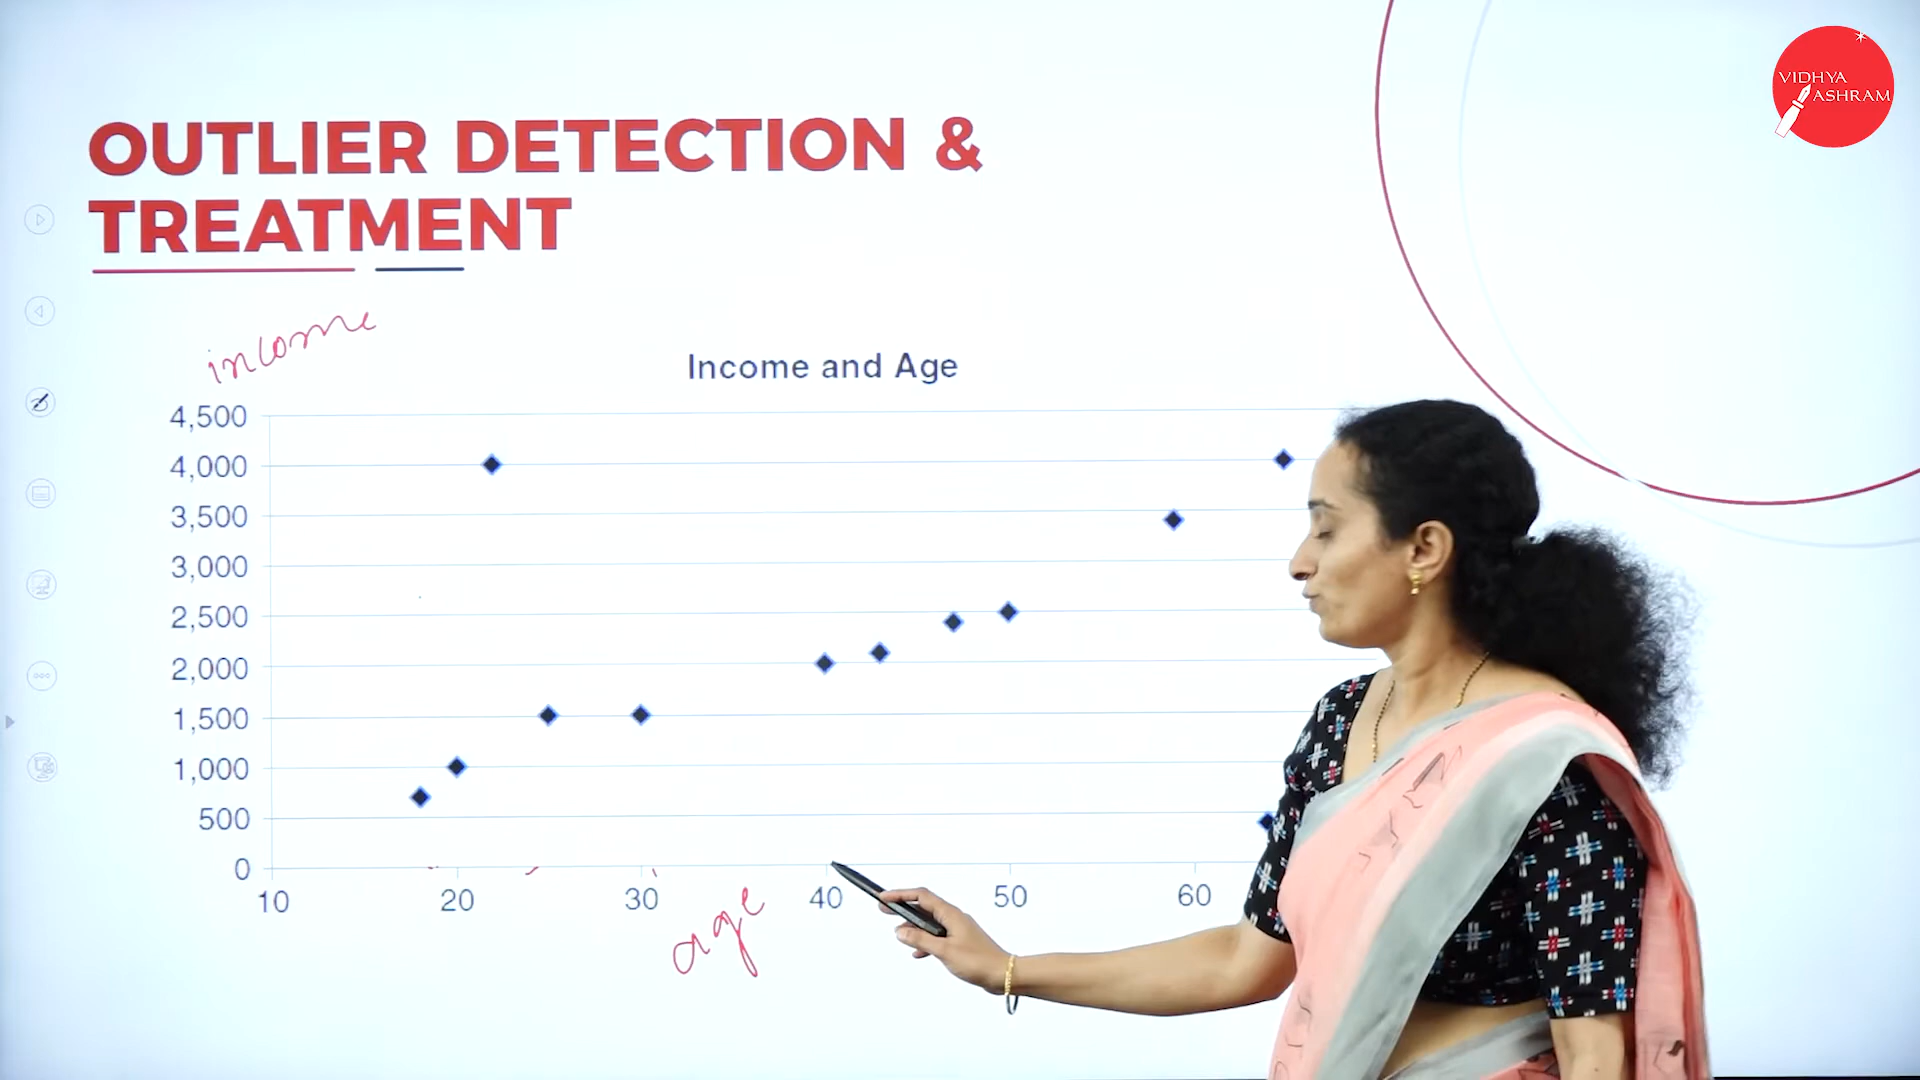 VIDHYA
ASHRAM
OUTLIER DETECTION &
TREATMENT
income
Income and Age
4,500
4,000
3,500
3,000
2,500
2,000
1,500
1,000
500
0
10 20 30 40 50 60
age